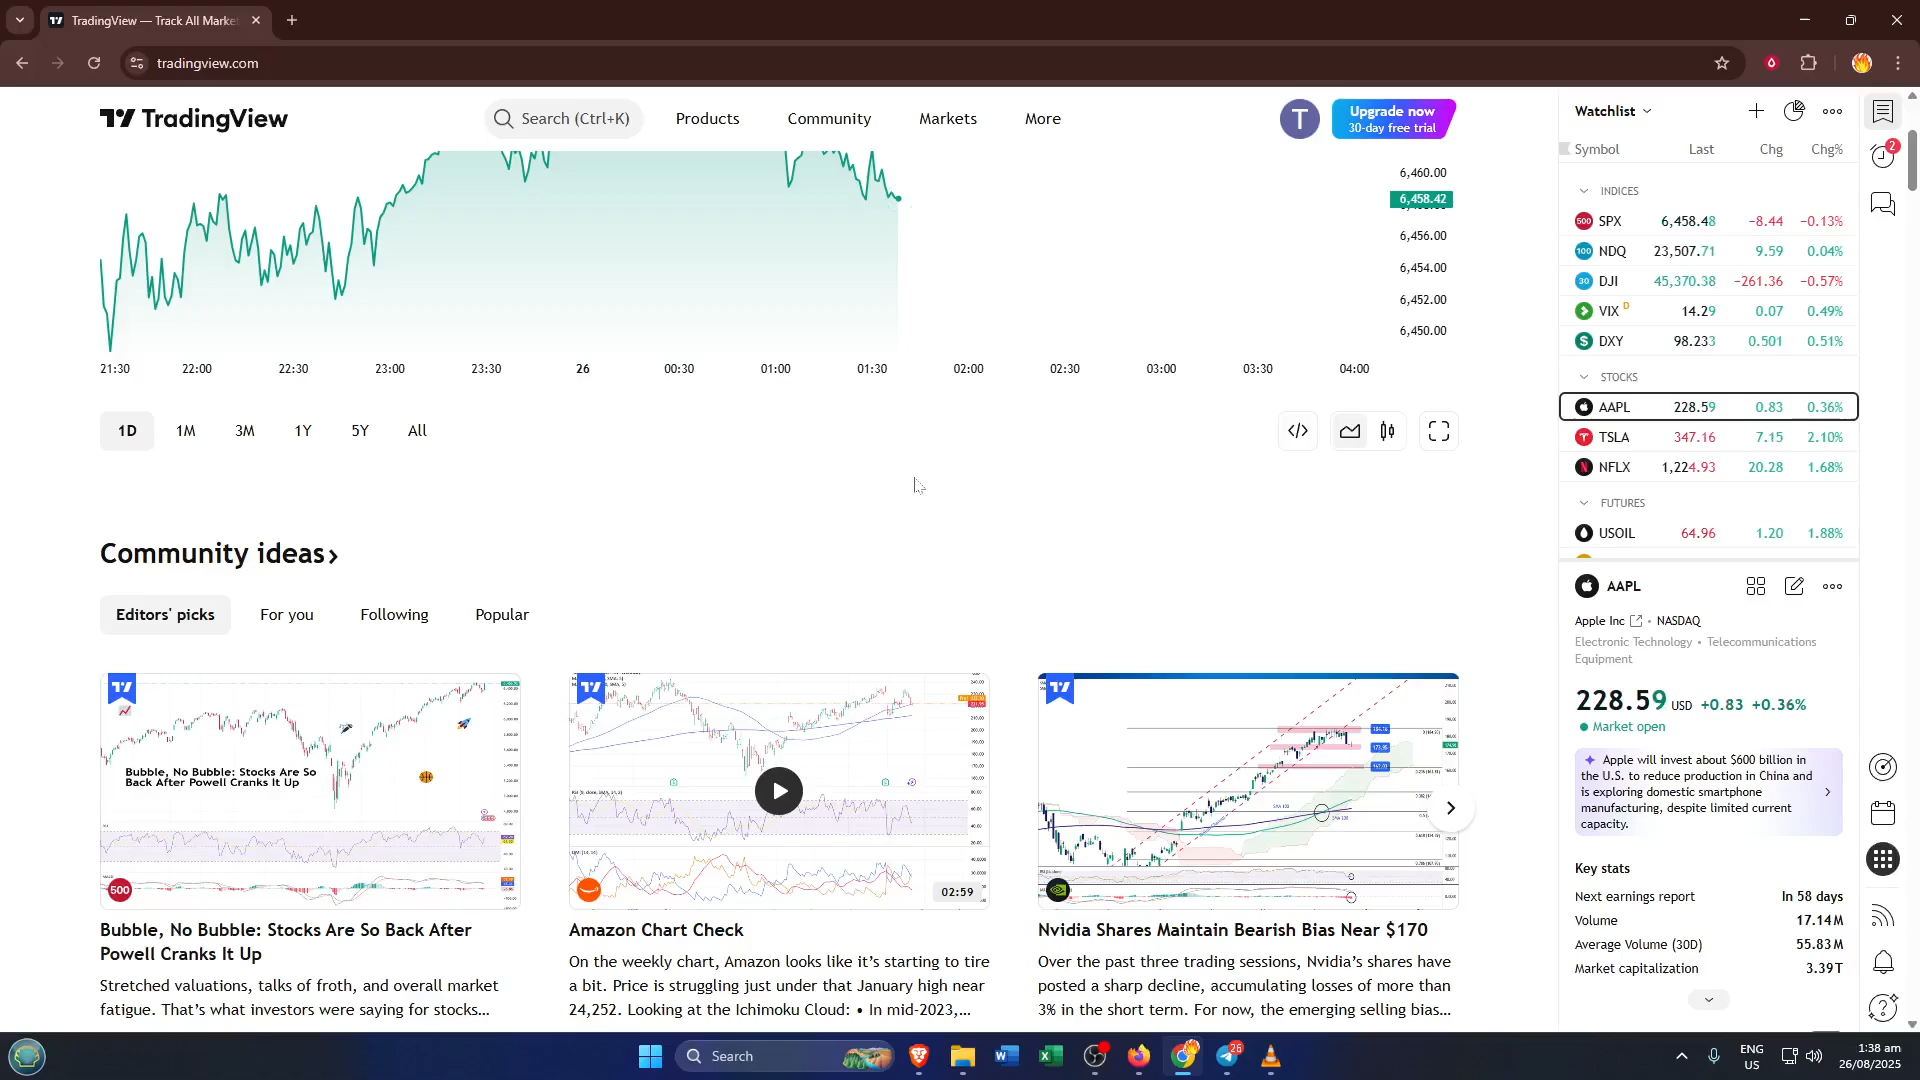 TradingView — Track All Marke
tradingview.com
TradingView
Search (Ctrl+K)
Products
Community
Markets
More
T
Upgrade now
30-day free trial
6,460.00
6,458.42
6,456.00
6,454.00
6,452.00
6,450.00
21:30 22:00 22:30 23:00 23:30 26 00:30 01:00 01:30 02:00 02:30 03:00 03:30 04:00
1D 1M 3M 1Y 5Y All
Community ideas
Editors' picks For you Following Popular
Bubble, No Bubble: Stocks Are So
Back After Powell Cranks It Up
500
02:59
Bubble, No Bubble: Stocks Are So Back After
Powell Cranks It Up
Stretched valuations, talks of froth, and overall market
fatigue. That’s what investors were saying for stocks...
Amazon Chart Check
On the weekly chart, Amazon looks like it’s starting to tire
a bit. Price is struggling just under that January high near
24,252. Looking at the Ichimoku Cloud: • In mid-2023,...
Nvidia Shares Maintain Bearish Bias Near $170
Over the past three trading sessions, Nvidia’s shares have
posted a sharp decline, accumulating losses of more than
3% in the short term. For now, the emerging selling bias...
Watchlist
Symbol Last Chg Chg%
INDICES
500 SPX 6,458.48 −8.44 −0.13%
100 NDQ 23,507.71 9.59 0.04%
30 DJI 45,370.38 −261.36 −0.57%
VIX D 14.29 0.07 0.49%
$ DXY 98.233 0.501 0.51%
STOCKS
AAPL 228.59 0.83 0.36%
TSLA 347.16 7.15 2.10%
NFLX 1,224.93 20.28 1.68%
FUTURES
USOIL 64.96 1.20 1.88%
AAPL
Apple Inc • NASDAQ
Electronic Technology • Telecommunications
Equipment
228.59 USD +0.83 +0.36%
Market open
Apple will invest about $600 billion in
the U.S. to reduce production in China and
is exploring domestic smartphone
manufacturing, despite limited current
capacity.
Key stats
Next earnings report In 58 days
Volume 17.14M
Average Volume (30D) 55.83M
Market capitalization 3.39T
2
Search
26
ENG
US
1:38 am
26/08/2025